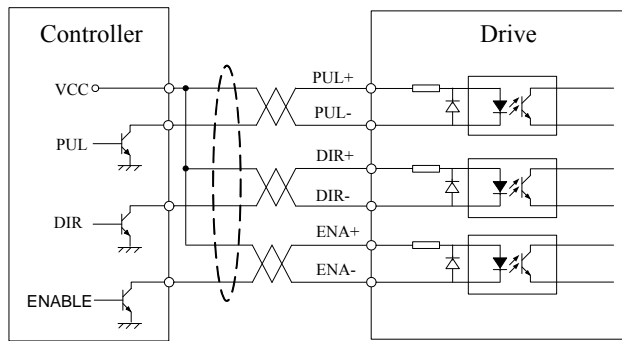 Controller
Drive
VCC
PUL+
PUL-
PUL
DIR+
DIR-
DIR
ENA+
ENA-
ENABLE